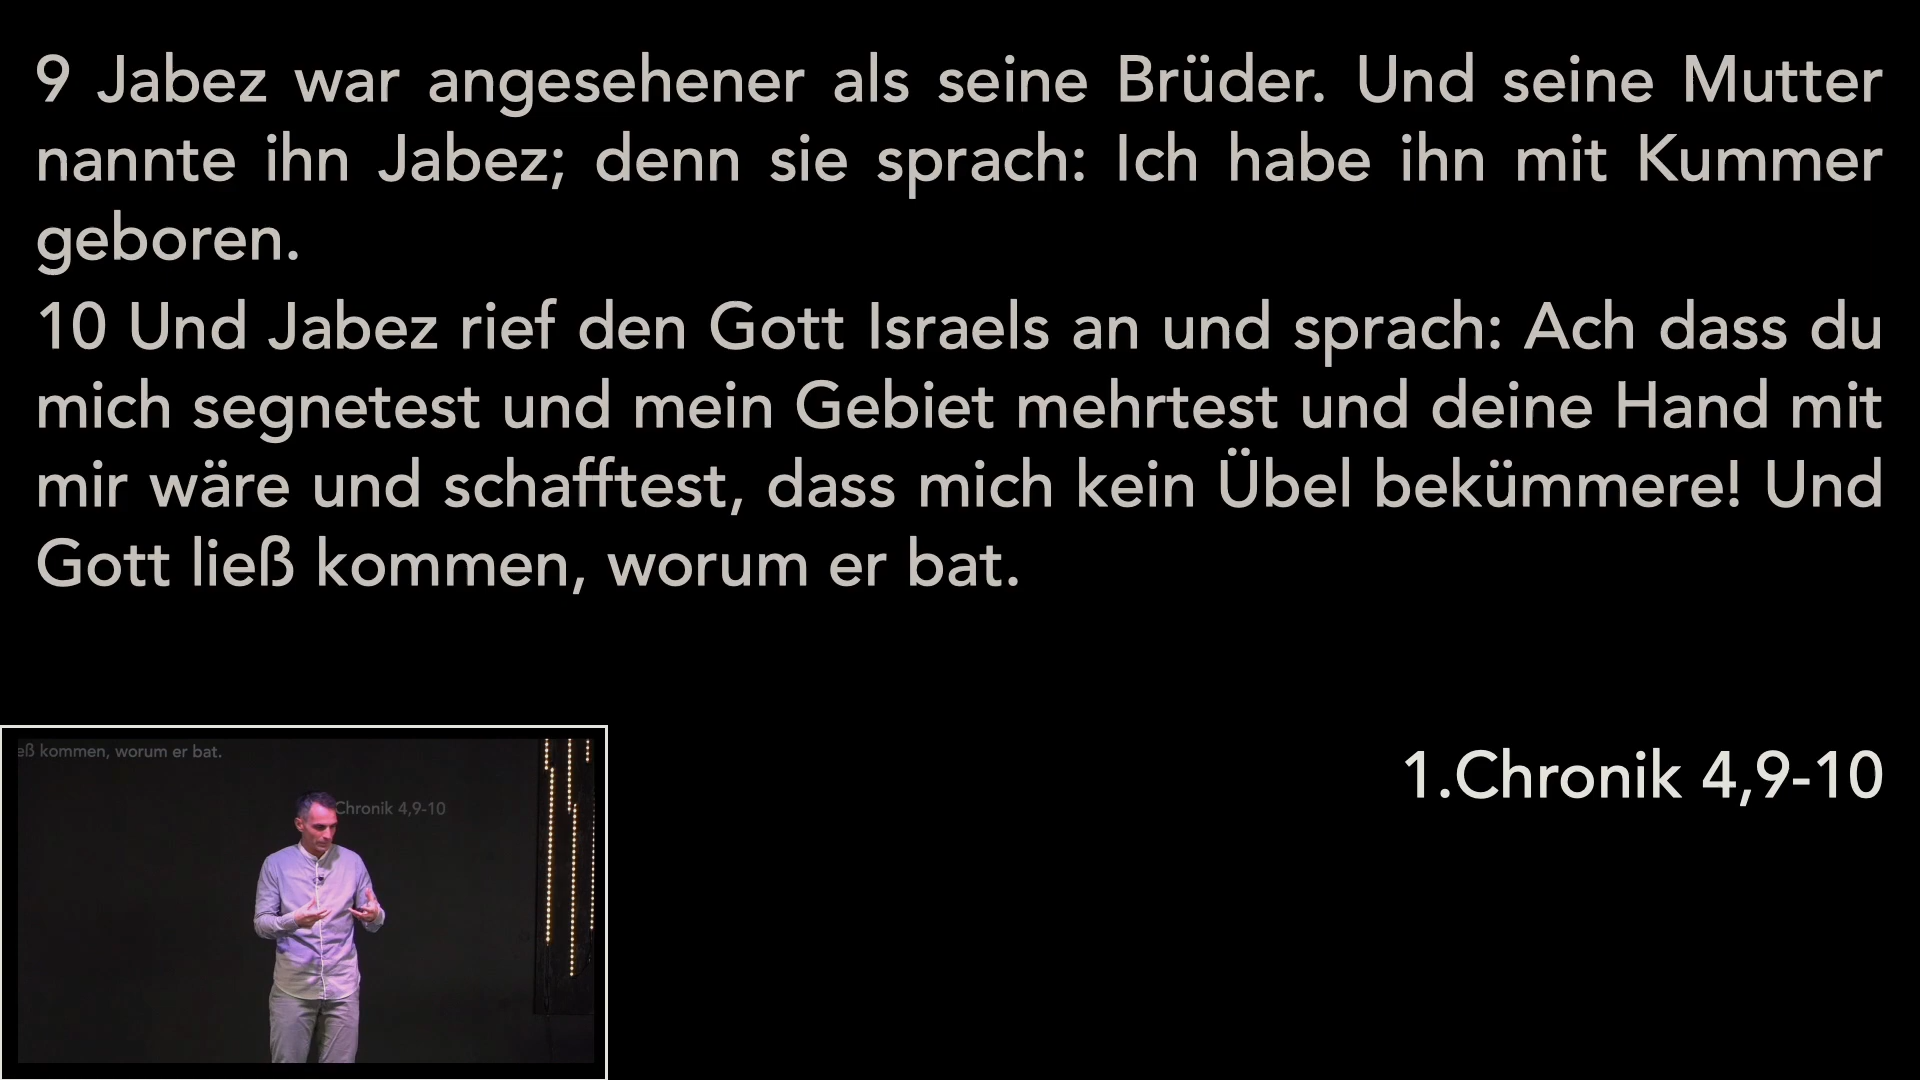 9 Jabez war angesehener als seine Brüder. Und seine Mutter
nannte ihn Jabez; denn sie sprach: Ich habe ihn mit Kummer
geboren.
10 Und Jabez rief den Gott Israels an und sprach: Ach dass du
mich segnetest und mein Gebiet mehrtest und deine Hand mit
mir wäre und schafftest, dass mich kein Übel bekümmere! Und
Gott ließ kommen, worum er bat.
1.Chronik 4,9-10
eß kommen, worum er bat.
Chronik 4,9-10